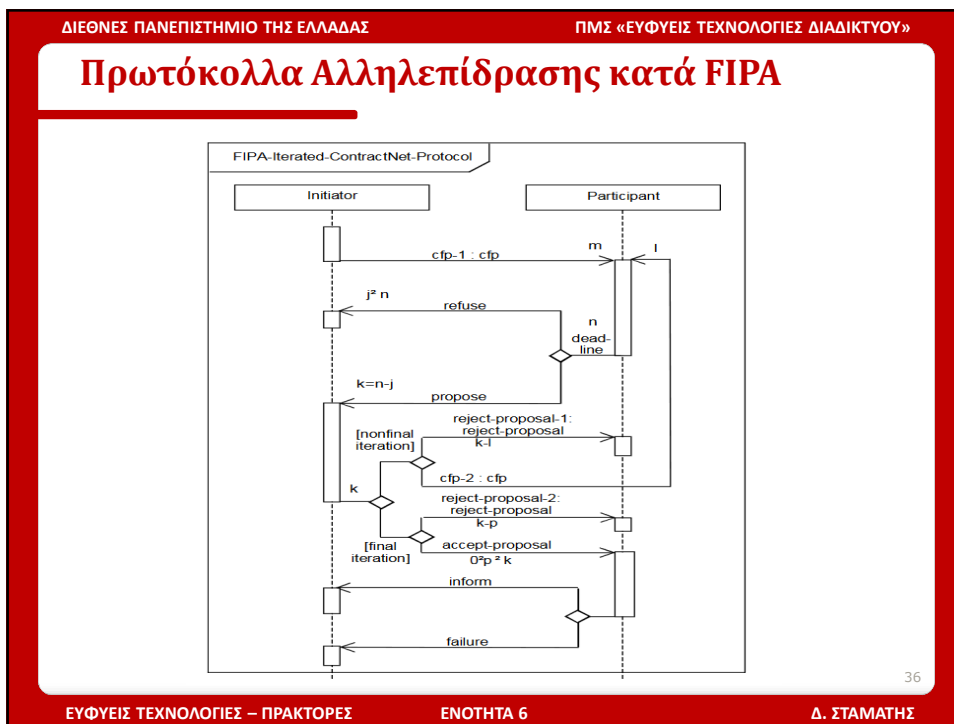 ΔΙΕΘΝΕΣ ΠΑΝΕΠΙΣΤΗΜΙΟ ΤΗΣ ΕΛΛΑΔΑΣ
ΠΜΣ «ΕΥΦΥΕΙΣ ΤΕΧΝΟΛΟΓΙΕΣ ΔΙΑΔΙΚΤΥΟΥ»
Πρωτόκολλα Αλληλεπίδρασης κατά FIPA
FIPA-Iterated-ContractNet-Protocol
Initiator
Participant
cfp-1 : cfp
m
l
j² n
refuse
n
dead-
line
k=n-j
propose
[nonfinal
iteration]
reject-proposal-1:
reject-proposal
k-l
cfp-2 : cfp
k
reject-proposal-2:
reject-proposal
k-p
[final
iteration]
accept-proposal
0²p ² k
inform
failure
36
ΕΥΦΥΕΙΣ ΤΕΧΝΟΛΟΓΙΕΣ – ΠΡΑΚΤΟΡΕΣ
ΕΝΟΤΗΤΑ 6
Δ. ΣΤΑΜΑΤΗΣ